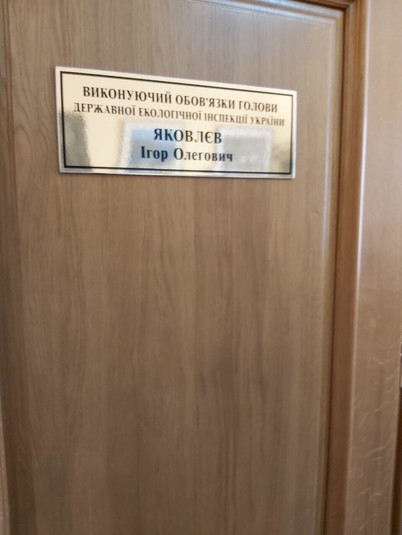 ВИКОНУЮЧИЙ ОБОВ'ЯЗКИ ГОЛОВИ
ДЕРЖАВНОЇ ЕКОЛОГІЧНОЇ ІНСПЕКЦІЇ УКРАЇНИ
ЯКОВЛЄВ
Ігор Олегович